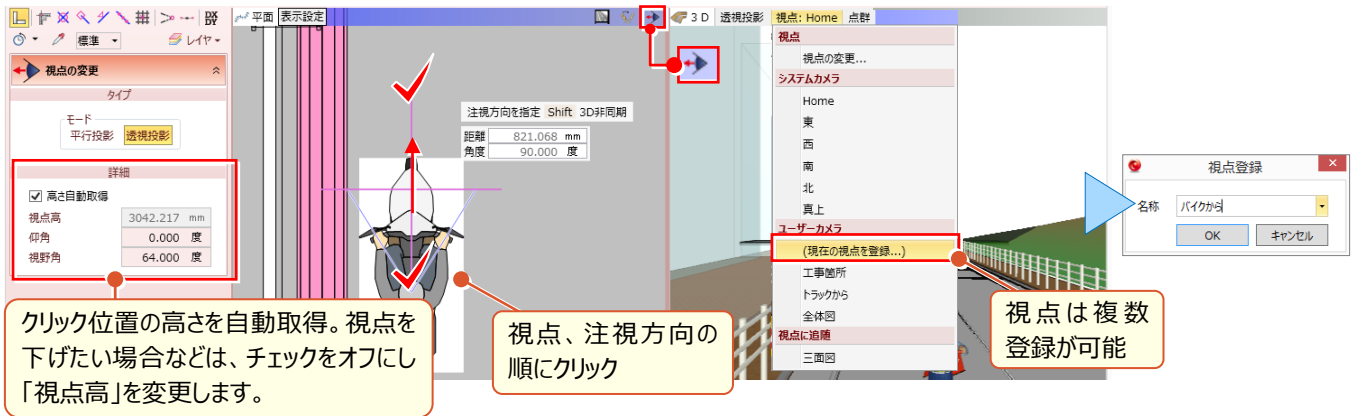 平面 表示設定
3 D 透視投影 視点: Home 点群
標準 レイヤ
視点の変更
タイプ
モード
平行投影 透視投影
詳細
高さ自動取得
視点高 3042.217 mm
仰角 0.000 度
視野角 64.000 度
注視方向を指定 Shift 3D非同期
距離 821.068 mm
角度 90.000 度
視点
視点の変更...
システムカメラ
Home
東
西
南
北
真上
ユーザーカメラ
(現在の視点を登録...)
工事箇所
トラックから
全体図
視点に追随
三面図
視点登録
名称 バイクから
OK キャンセル
クリック位置の高さを自動取得。視点を
下げたい場合などは、チェックをオフにし
「視点高」を変更します。
視点、注視方向の
順にクリック
視点は複数
登録が可能